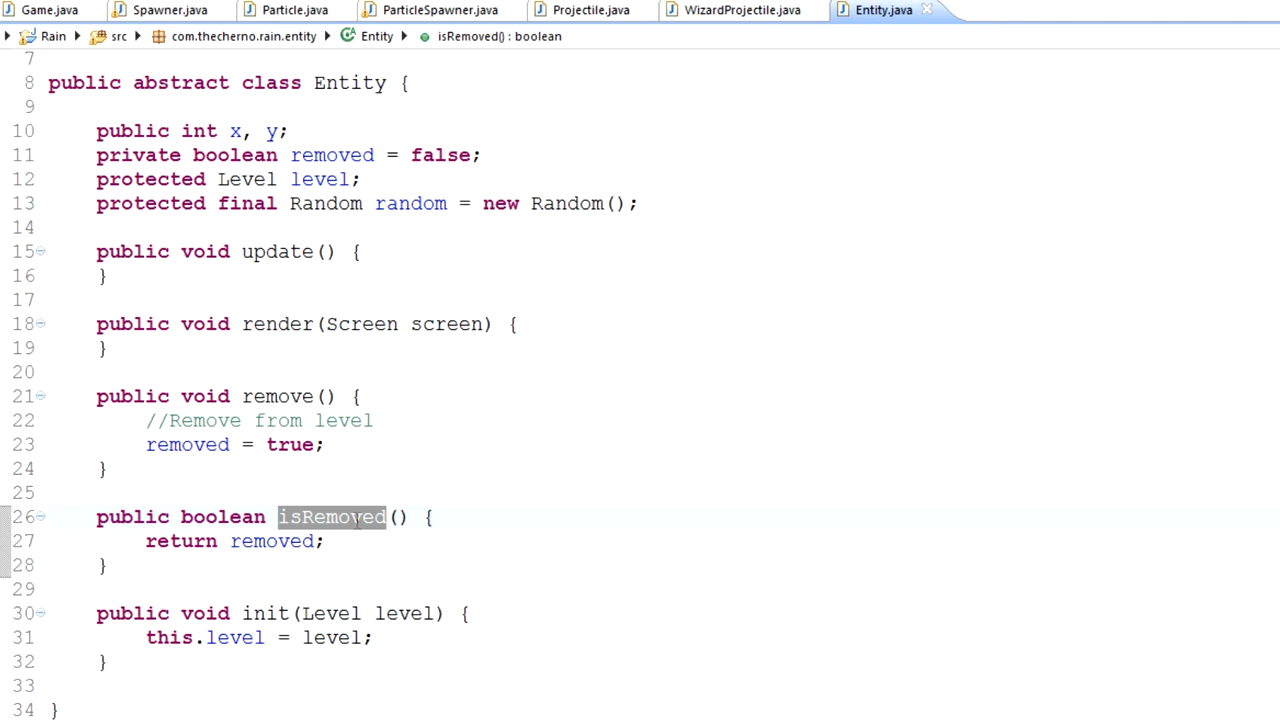 Game.java Spawner.java Particle.java ParticleSpawner.java Projectile.java WizardProjectile.java Entity.java
Rain src com.thecherno.rain.entity Entity isRemoved() : boolean
7
8 public abstract class Entity {
9
10 public int x, y;
11 private boolean removed = false;
12 protected Level level;
13 protected final Random random = new Random();
14
15 public void update() {
16 }
17
18 public void render(Screen screen) {
19 }
20
21 public void remove() {
22 //Remove from level
23 removed = true;
24 }
25
26 public boolean isRemoved() {
27 return removed;
28 }
29
30 public void init(Level level) {
31 this.level = level;
32 }
33
34 }